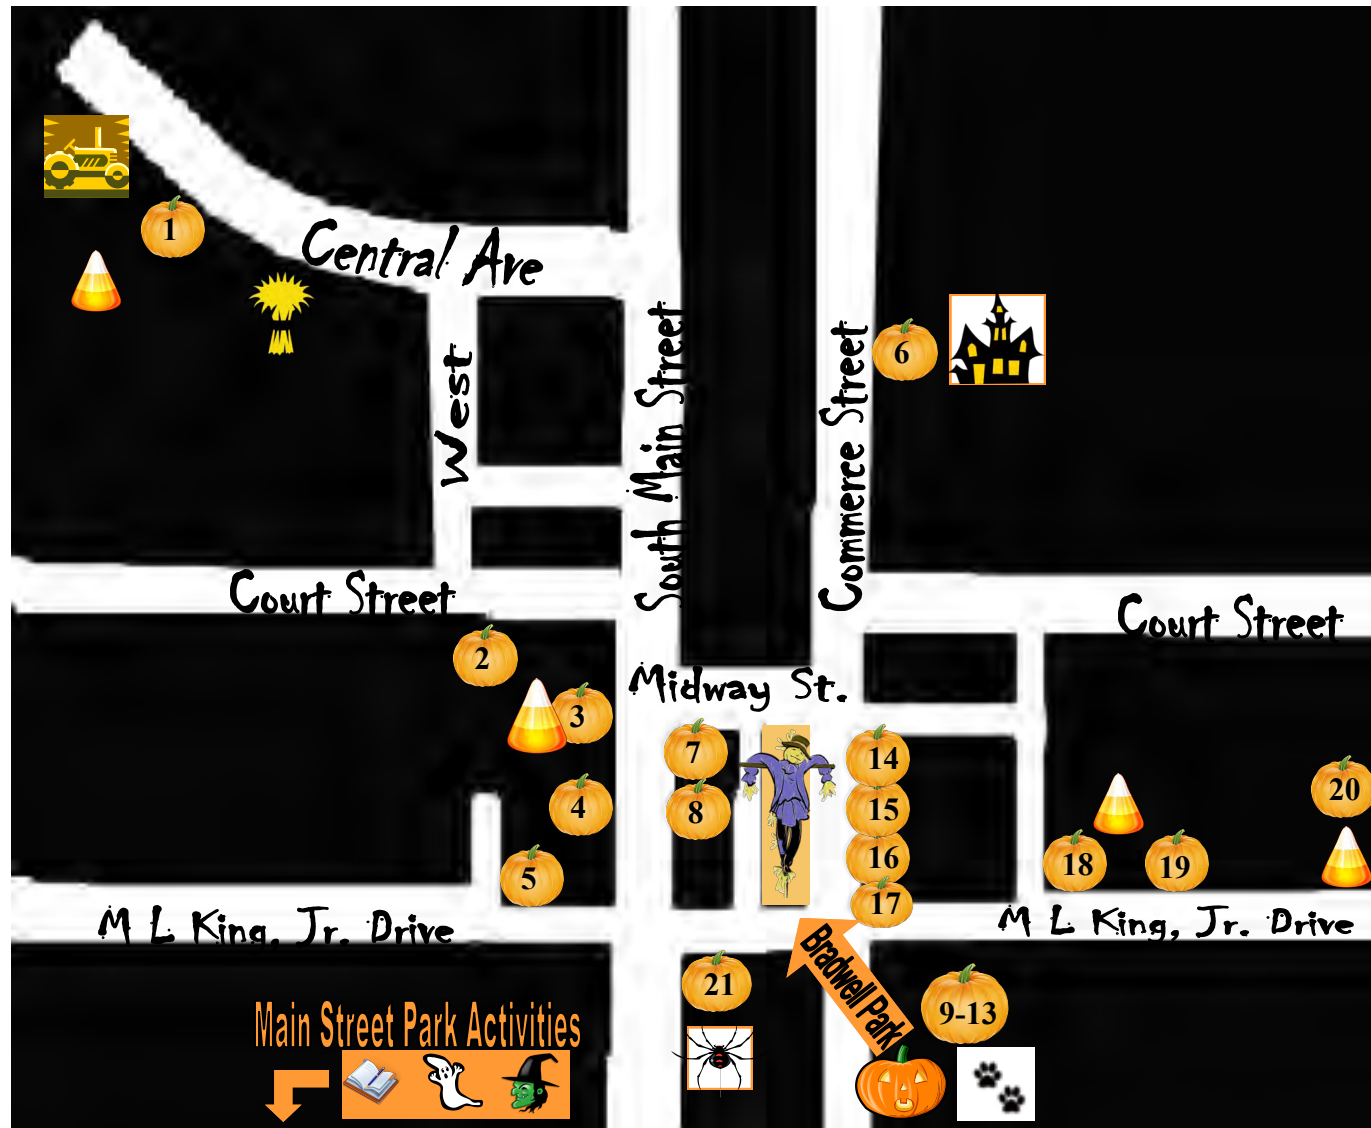 1
Central Ave
6
West
South Main Street
Commerce Street
Court Street
Court Street
2
Midway St.
3
7
14
20
4
8
15
16
18
19
5
17
M L King, Jr. Drive
M L King, Jr. Drive
21
Bradwell Park
9-13
Main Street Park Activities